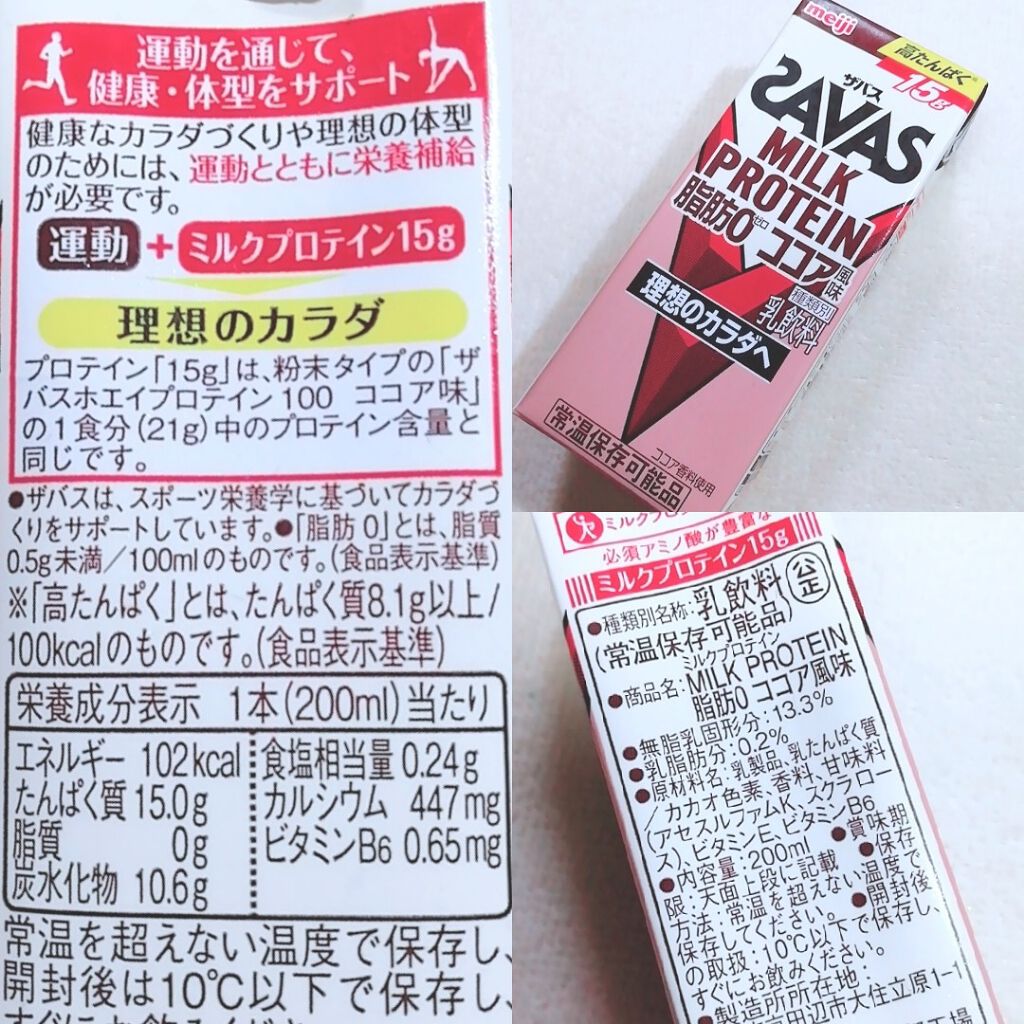 運動を通じて、
健康・体型をサポート
健康なカラダづくりや理想の体型
のためには、運動とともに栄養補給
が必要です。
運動+ミルクプロテイン15g
理想のカラダ
プロテイン「15g」は、粉末タイプの「ザ
バスホエイプロテイン100 ココア味」
の1食分(21g)中のプロテイン含量と
同じです。
●ザバスは、スポーツ栄養学に基づいてカラダづ
くりをサポートしています。●「脂肪0」とは、脂質
0.5g未満/100mlのものです。(食品表示基準)
※「高たんぱく」とは、たんぱく質8.1g以上/
100kcalのものです。(食品表示基準)
栄養成分表示 1本(200ml)当たり
エネルギー 102kcal
たんぱく質 15.0g
脂質 0g
炭水化物 10.6g
食塩相当量 0.24g
カルシウム 447mg
ビタミンB6 0.65mg
常温を超えない温度で保存し、
開封後は10℃以下で保存し、
meiji
高たんぱく※
15g
ザバス
SAVAS
MILK
PROTEIN
脂肪0ゼロ
ココア風味
種類別
乳飲料
理想のカラダへ
常温保存可能品
ココア香料使用
必須アミノ酸が豊富な
ミルクプロテイン15g
●種類別名称:乳飲料
(常温保存可能品)
公正
ミルクプロテイン
●商品名:MILK PROTEIN
脂肪0 ココア風味
●無脂乳固形分:13.3%
●乳脂肪分:0.2%
●原材料名:乳製品、乳たんぱく質
/カカオ色素、香料、甘味料
(アセスルファムK、スクラロー
ス)、ビタミンE、ビタミンB6
●内容量:200ml ●賞味期
限:天面上段に記載 ●保存
方法:常温を超えない温度で
保存してください。 ●開封後
の取扱:10℃以下で保存し、
すぐにお飲みください。
●製造所所在地:
田辺市大住立原1-1